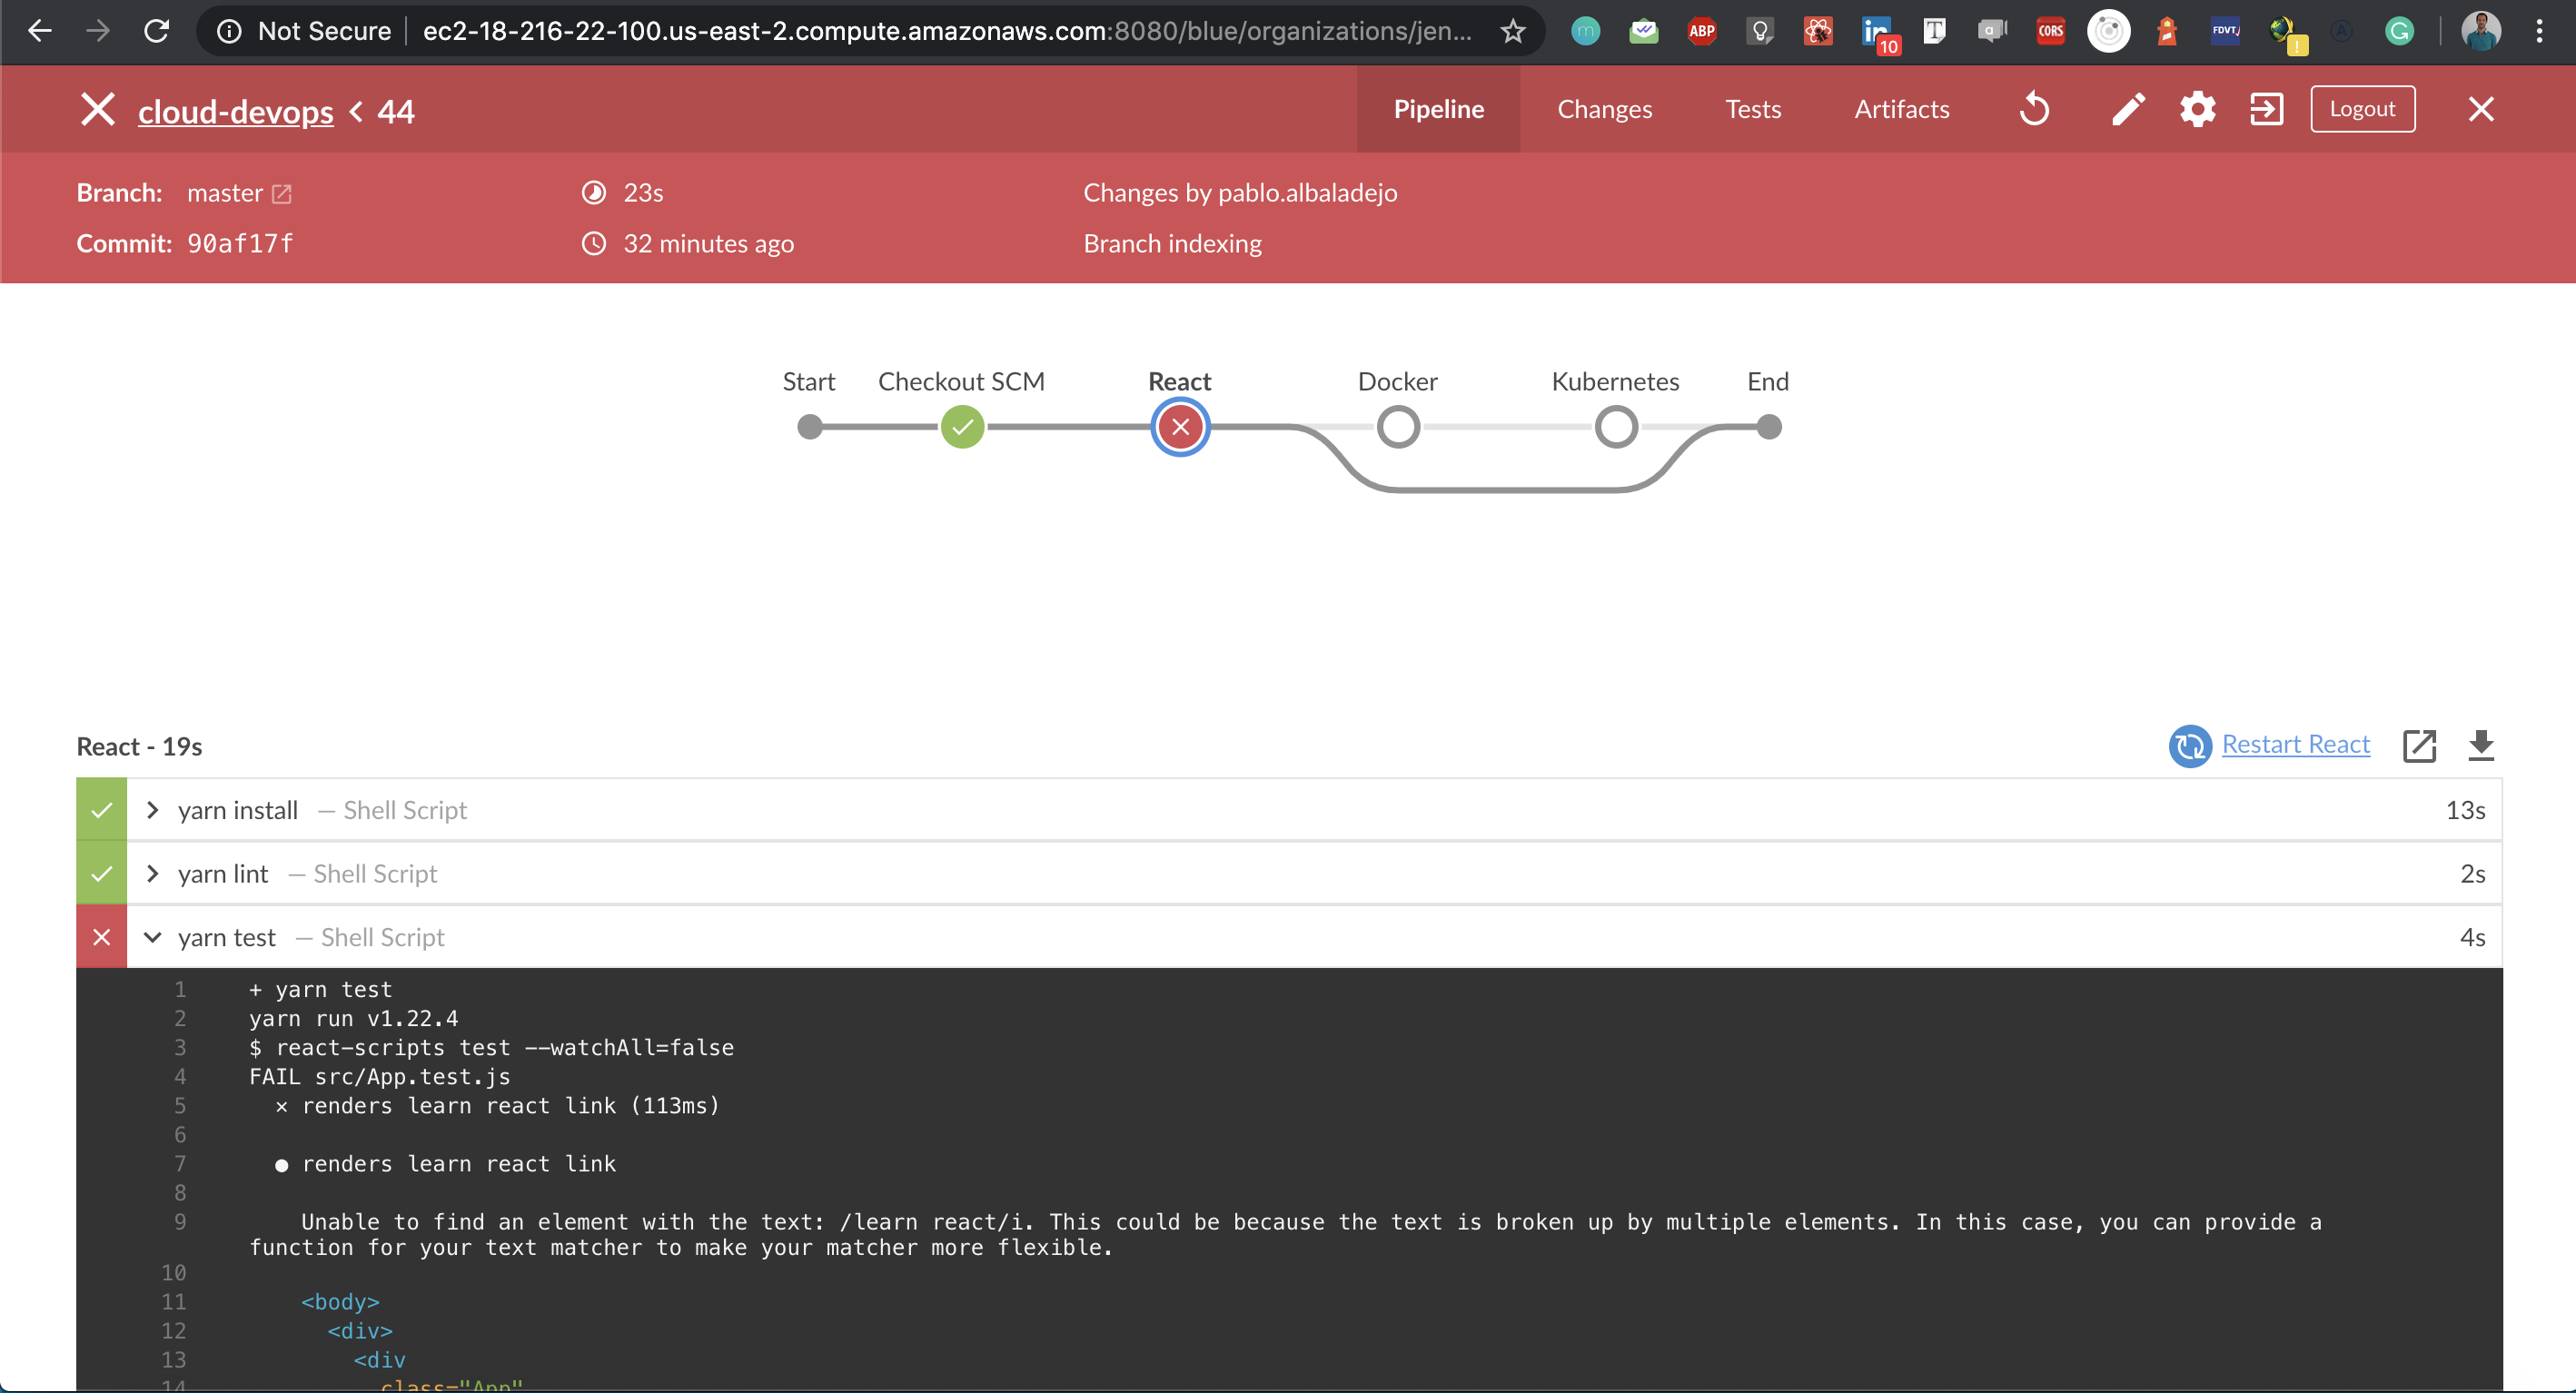 Not Secure ec2-18-216-22-100.us-east-2.compute.amazonaws.com:8080/blue/organizations/jen...
m ABP 10 T a CORS FDVT ! A G
cloud-devops < 44 Pipeline Changes Tests Artifacts Logout
Branch: master 23s Changes by pablo.albaladejo
Commit: 90af17f 32 minutes ago Branch indexing
Start Checkout SCM React Docker Kubernetes End
React - 19s Restart React
yarn install — Shell Script 13s
yarn lint — Shell Script 2s
yarn test — Shell Script 4s
1 + yarn test
2 yarn run v1.22.4
3 $ react-scripts test --watchAll=false
4 FAIL src/App.test.js
5 × renders learn react link (113ms)
6
7 ● renders learn react link
8
9 Unable to find an element with the text: /learn react/i. This could be because the text is broken up by multiple elements. In this case, you can provide a
function for your text matcher to make your matcher more flexible.
10
11 <body>
12 <div>
13 <div
14 class="App"